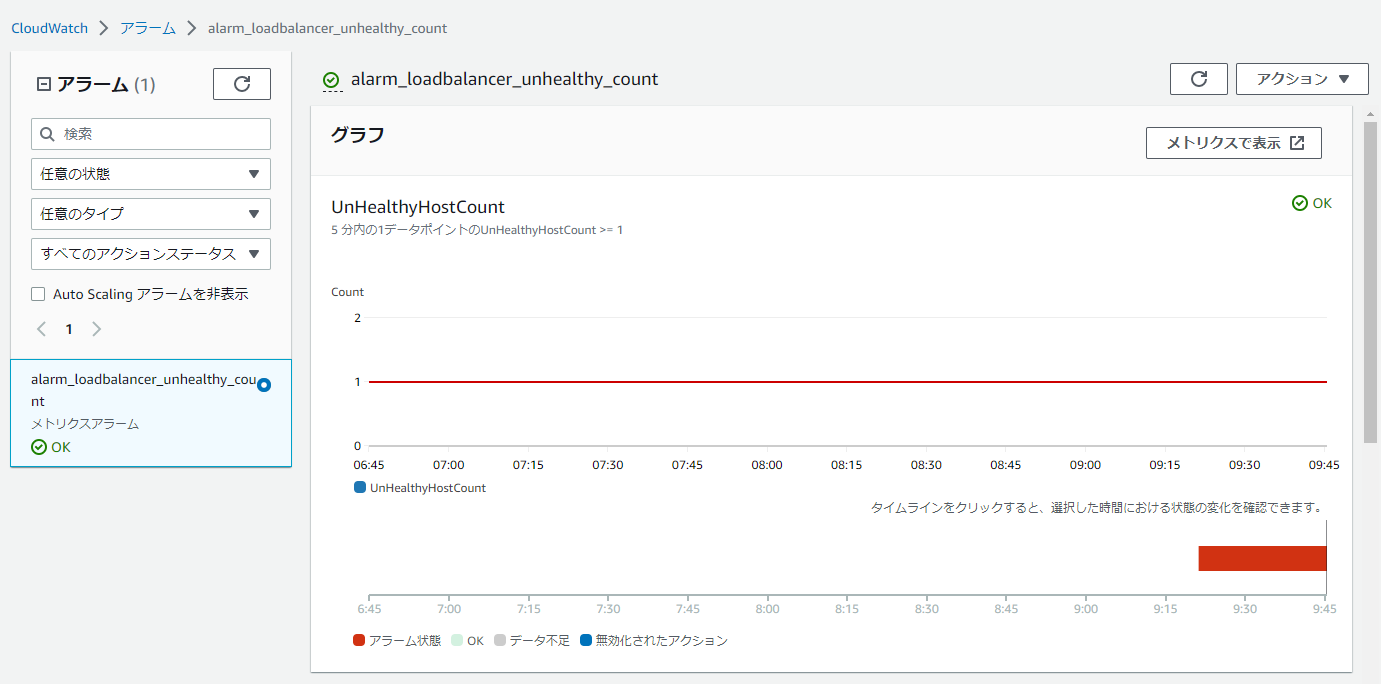 CloudWatch > アラーム > alarm_loadbalancer_unhealthy_count
アラーム (1)
検索
任意の状態
任意のタイプ
すべてのアクションステータス
Auto Scaling アラームを非表示
1
alarm_loadbalancer_unhealthy_cou
nt
メトリクスアラーム
OK
alarm_loadbalancer_unhealthy_count
アクション
グラフ
メトリクスで表示
UnHealthyHostCount
OK
5 分内の1データポイントのUnHealthyHostCount >= 1
Count
2
1
0
06:45 07:00 07:15 07:30 07:45 08:00 08:15 08:30 08:45 09:00 09:15 09:30 09:45
UnHealthyHostCount
タイムラインをクリックすると、選択した時間における状態の変化を確認できます。
6:45 7:00 7:15 7:30 7:45 8:00 8:15 8:30 8:45 9:00 9:15 9:30 9:45
アラーム状態 OK データ不足 無効化されたアクション